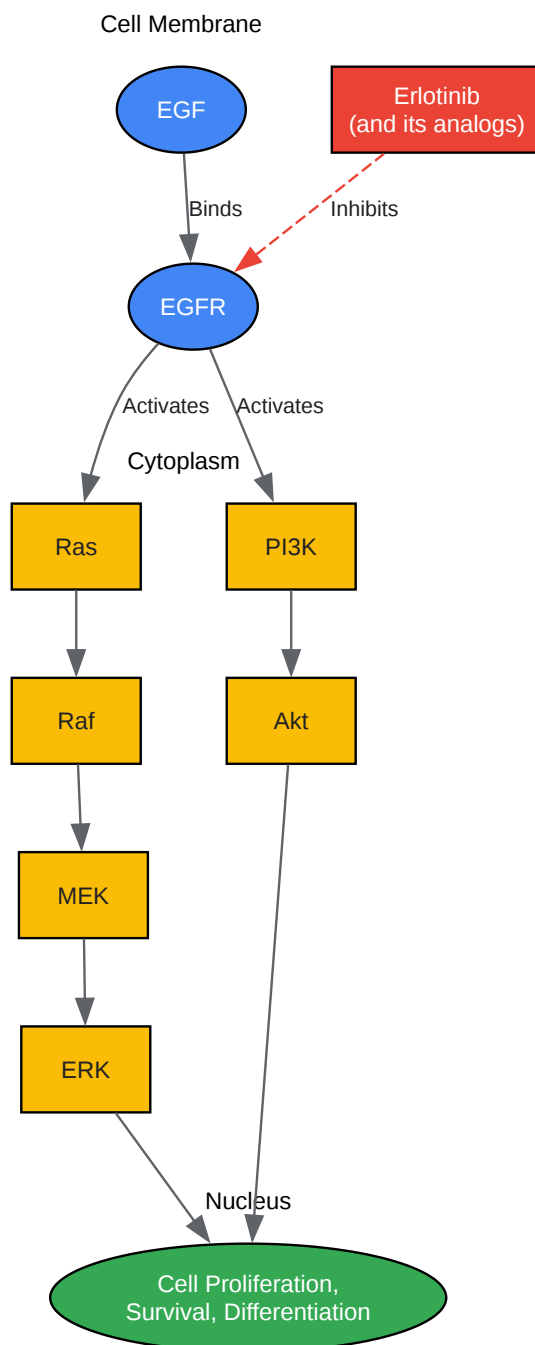 Cell Membrane
EGF
Erlotinib
(and its analogs)
Binds
Inhibits
EGFR
Activates
Activates
Cytoplasm
Ras
PI3K
Raf
Akt
MEK
ERK
Nucleus
Cell Proliferation,
Survival, Differentiation